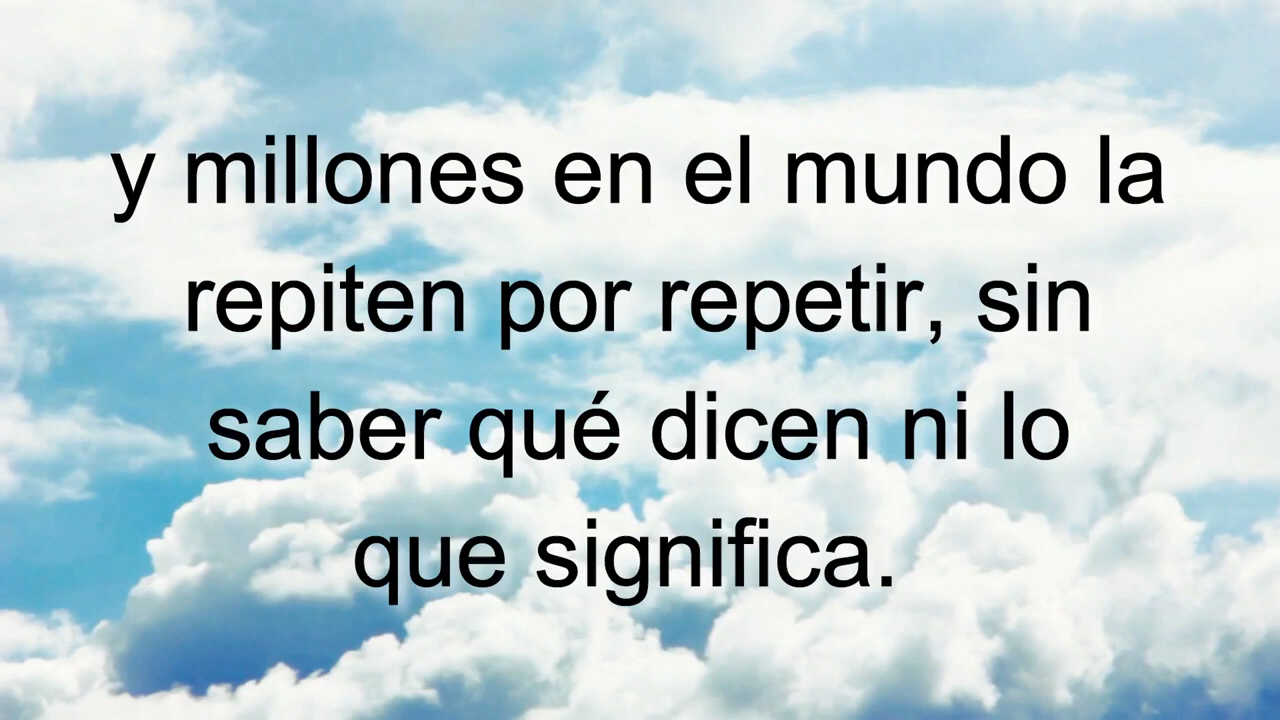 y millones en el mundo la
repiten por repetir, sin
saber qué dicen ni lo
que significa.